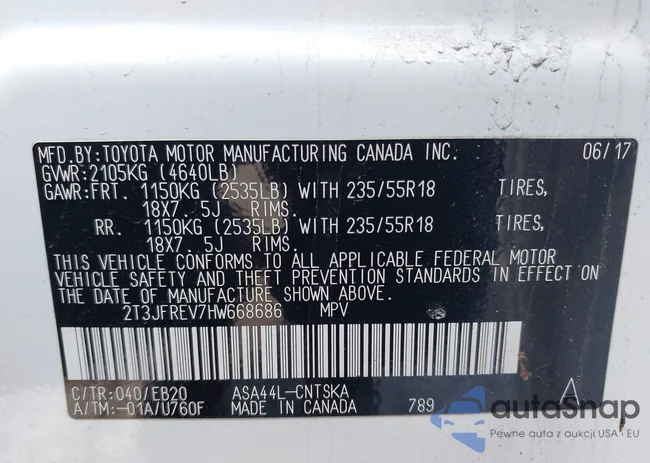 MFD.BY:TOYOTA MOTOR MANUFACTURING CANADA INC. 06/17
GVWR:2105KG (4640LB)
GAWR:FRT. 1150KG (2535LB) WITH 235/55R18 TIRES,
18X7.5J RIMS.
RR. 1150KG (2535LB) WITH 235/55R18 TIRES,
18X7.5J RIMS.
THIS VEHICLE CONFORMS TO ALL APPLICABLE FEDERAL MOTOR
VEHICLE SAFETY AND THEFT PREVENTION STANDARDS IN EFFECT ON
THE DATE OF MANUFACTURE SHOWN ABOVE.
2T3JFREV7HW668686 MPV
C/TR:040/EB20 ASA44L-CNTSKA
A/TM:-01A/U760F MADE IN CANADA 789 A
autoSnap
Pewne auta z aukcji USA i EU